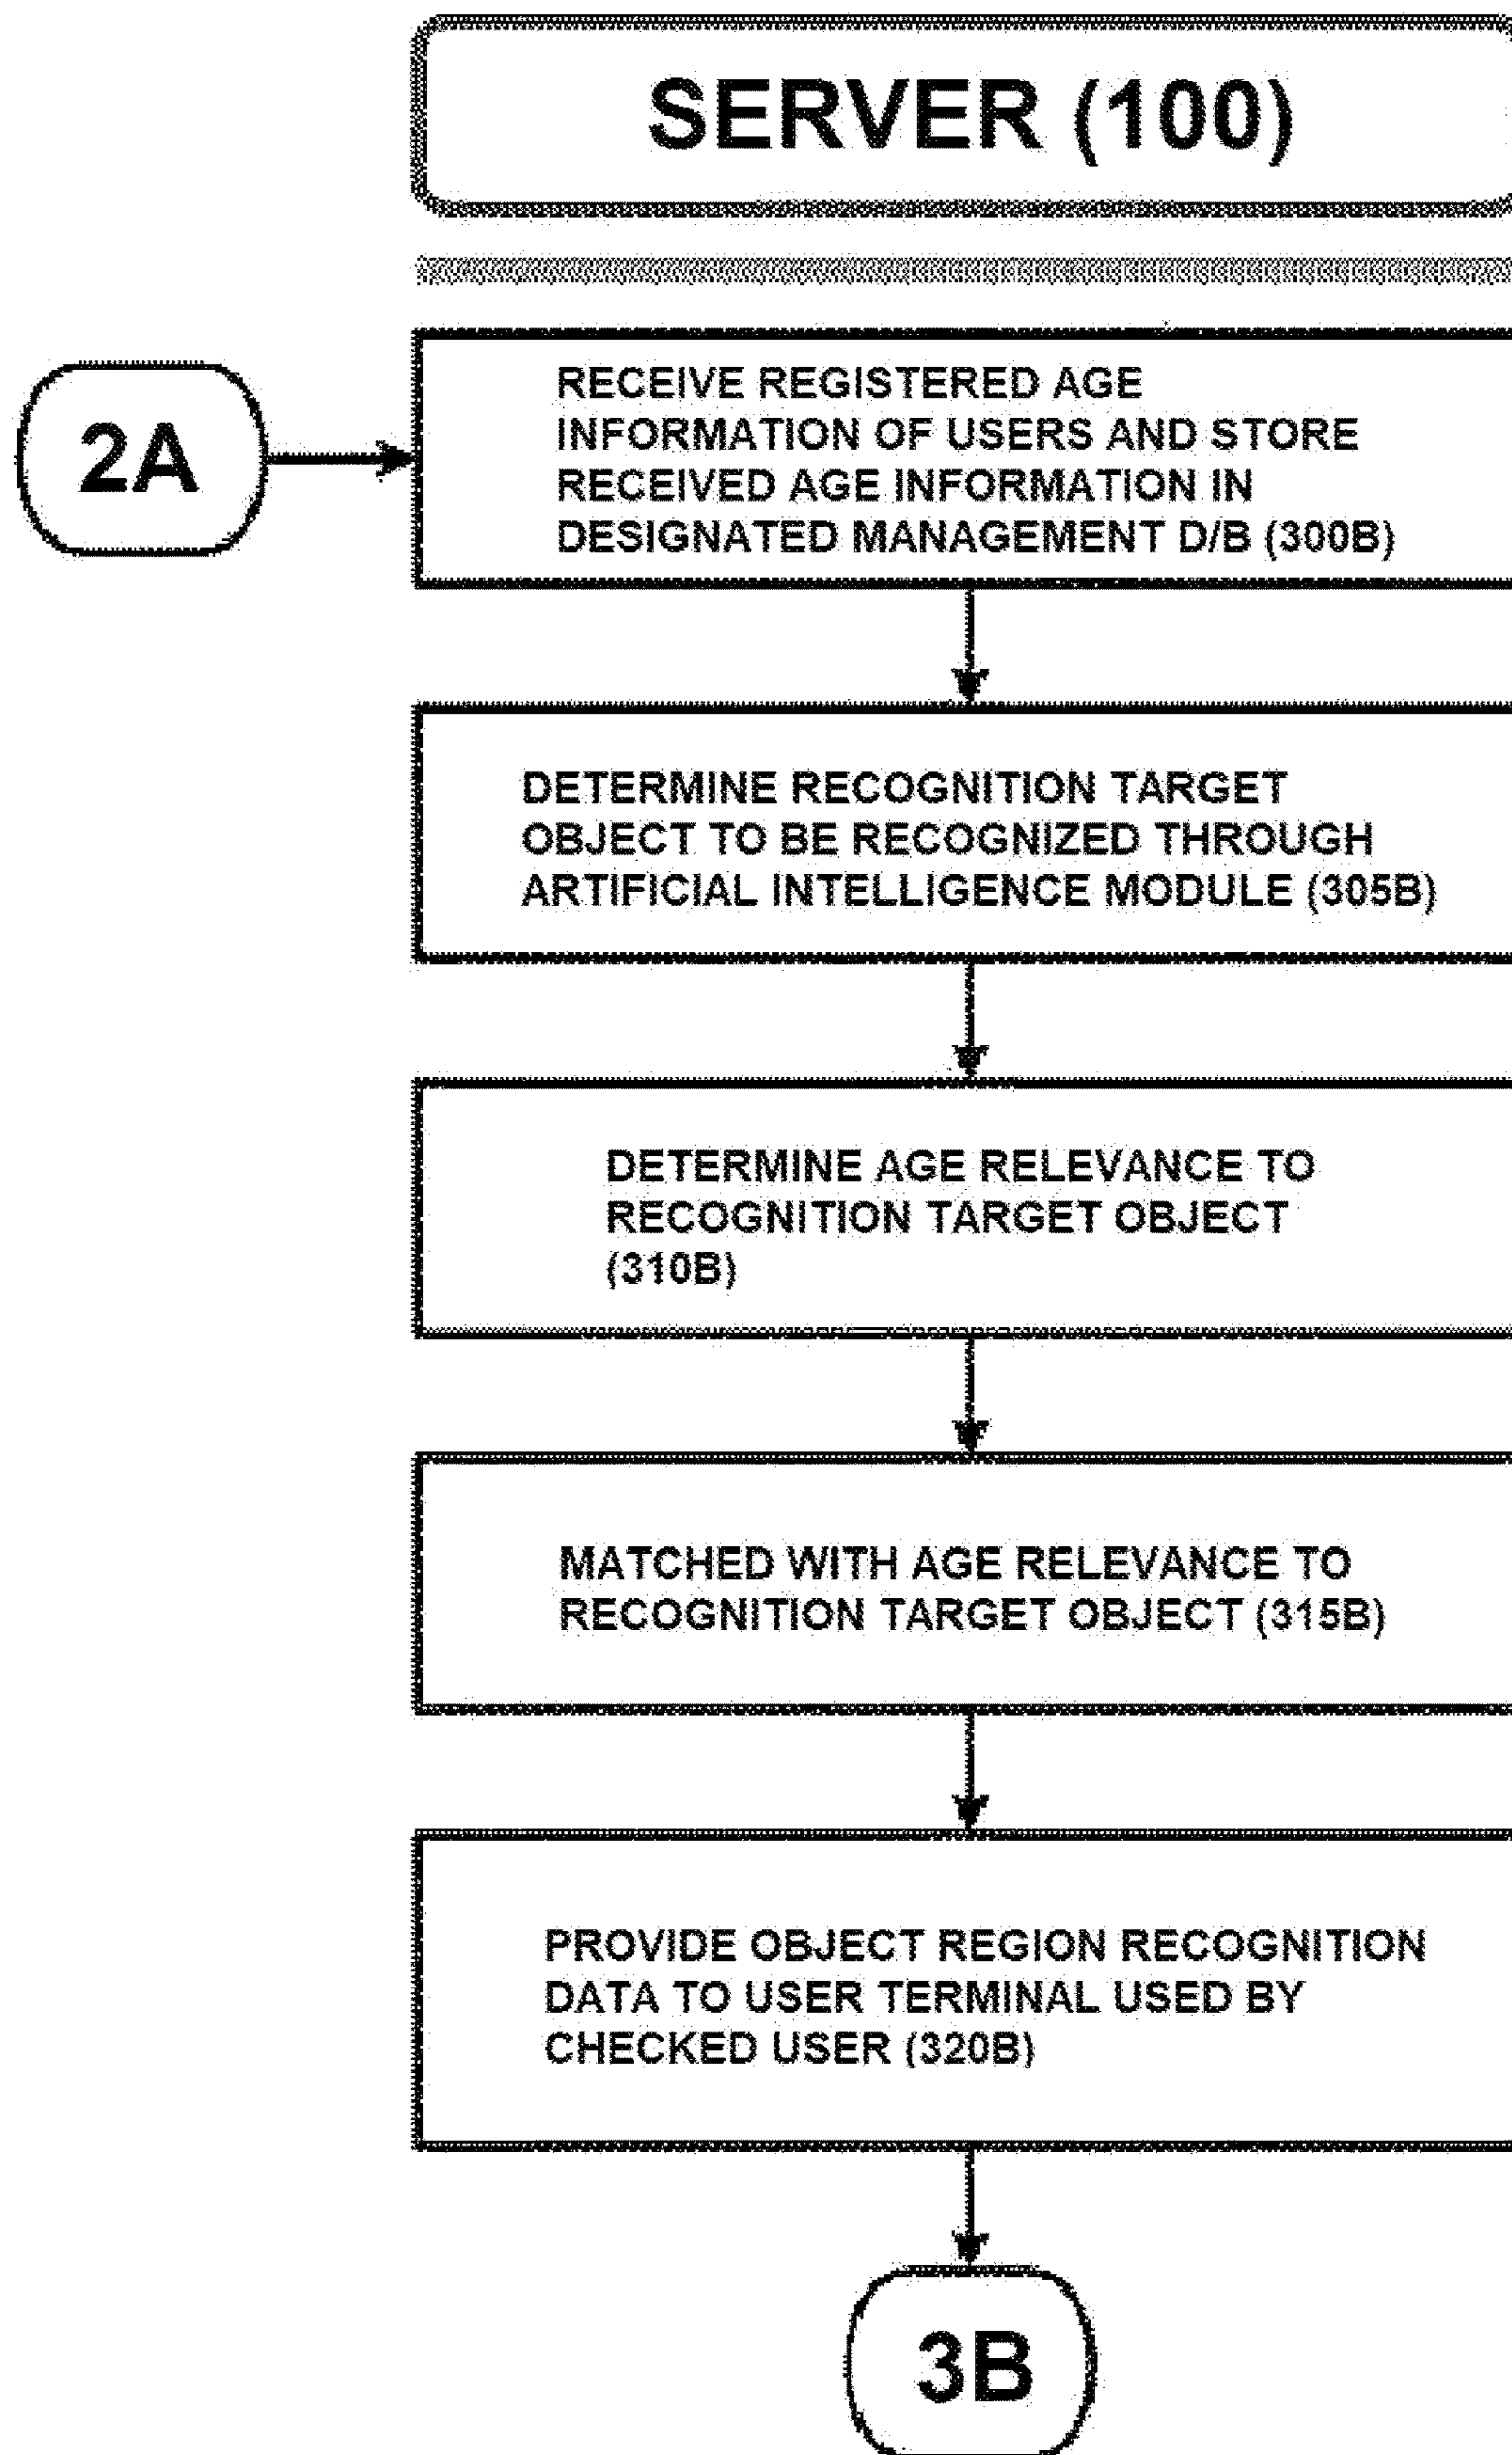 SERVER (100)
2A
RECEIVE REGISTERED AGE
INFORMATION OF USERS AND STORE
RECEIVED AGE INFORMATION IN
DESIGNATED MANAGEMENT D/B (300B)
DETERMINE RECOGNITION TARGET
OBJECT TO BE RECOGNIZED THROUGH
ARTIFICIAL INTELLIGENCE MODULE (305B)
DETERMINE AGE RELEVANCE TO
RECOGNITION TARGET OBJECT
(310B)
MATCHED WITH AGE RELEVANCE TO
RECOGNITION TARGET OBJECT (315B)
PROVIDE OBJECT REGION RECOGNITION
DATA TO USER TERMINAL USED BY
CHECKED USER (320B)
3B